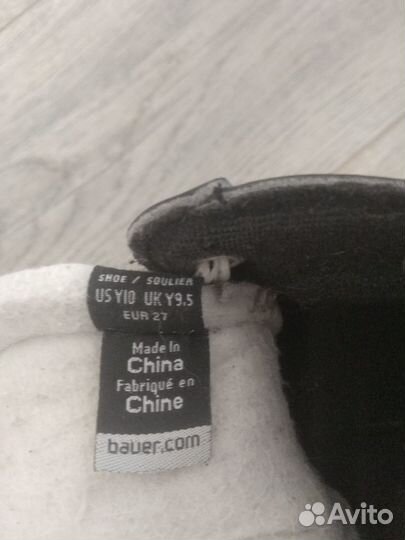 SHOE / SOULIER
US Y10 UK Y9.5
EUR 27
Made In
China
Fabriqué en
Chine
bauer.com
Avito